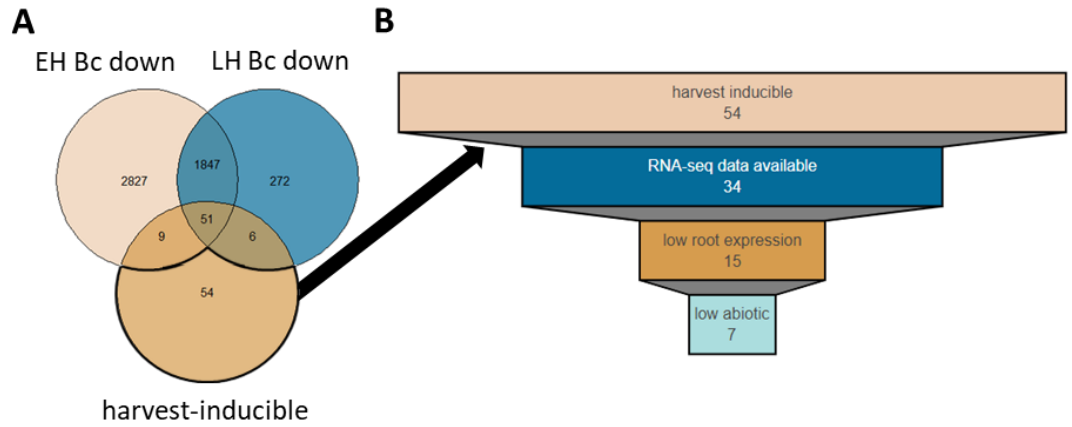 A
B
EH Bc down
LH Bc down
2827
1847
272
51
9
6
54
harvest-inducible
harvest inducible
54
RNA-seq data available
34
low root expression
15
low abiotic
7